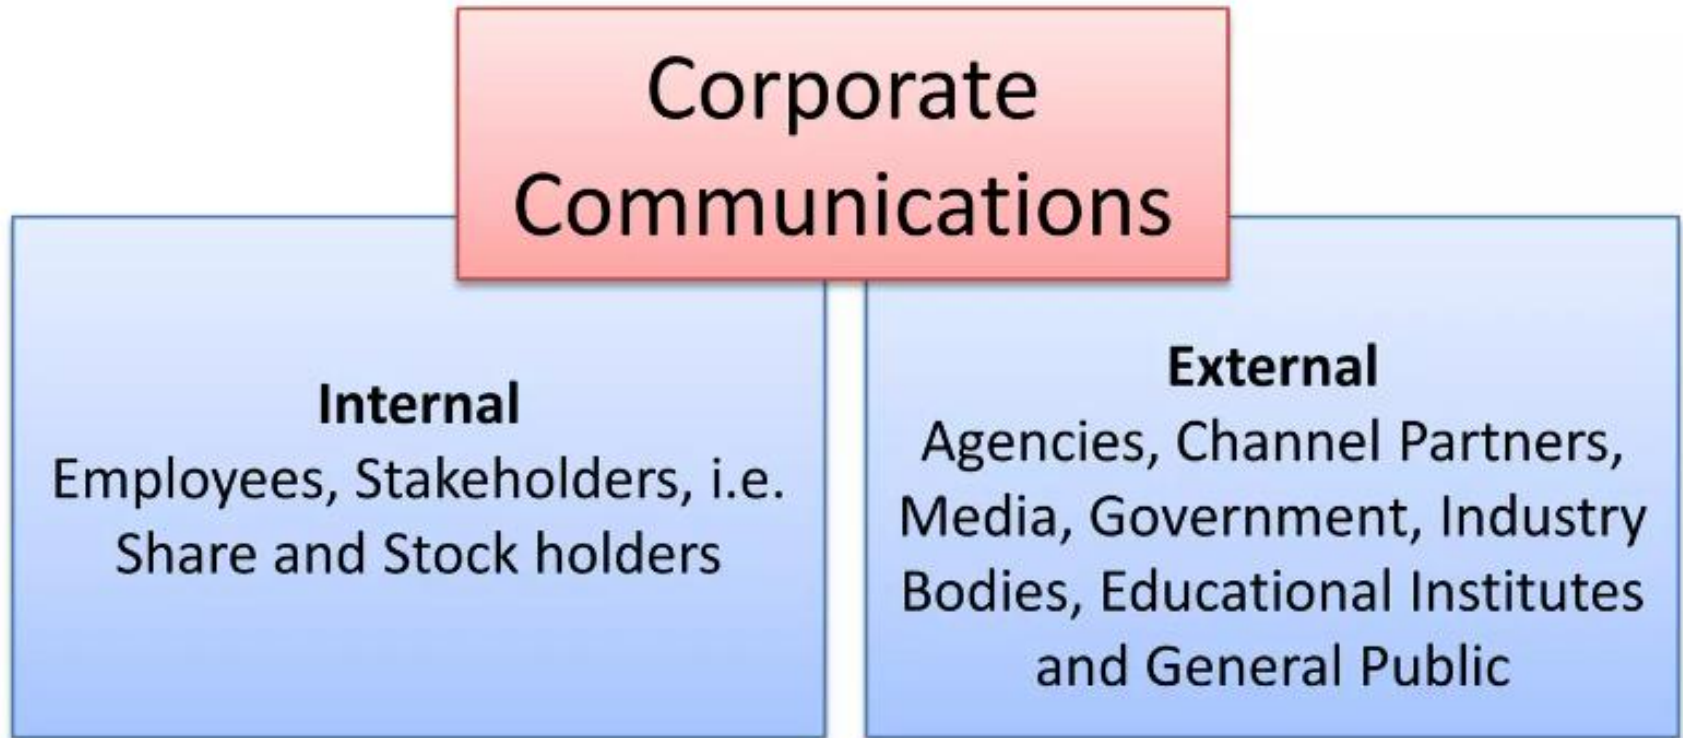 Corporate
Communications
Internal
Employees, Stakeholders, i.e.
Share and Stock holders
External
Agencies, Channel Partners,
Media, Government, Industry
Bodies, Educational Institutes
and General Public